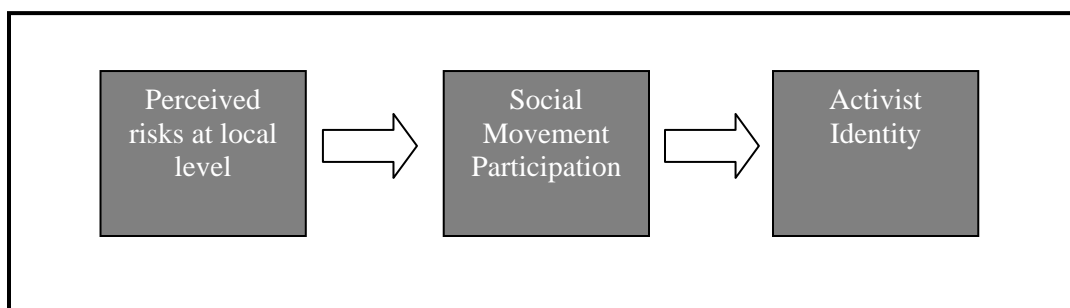 Perceived
risks at local
level
Social
Movement
Participation
Activist
Identity